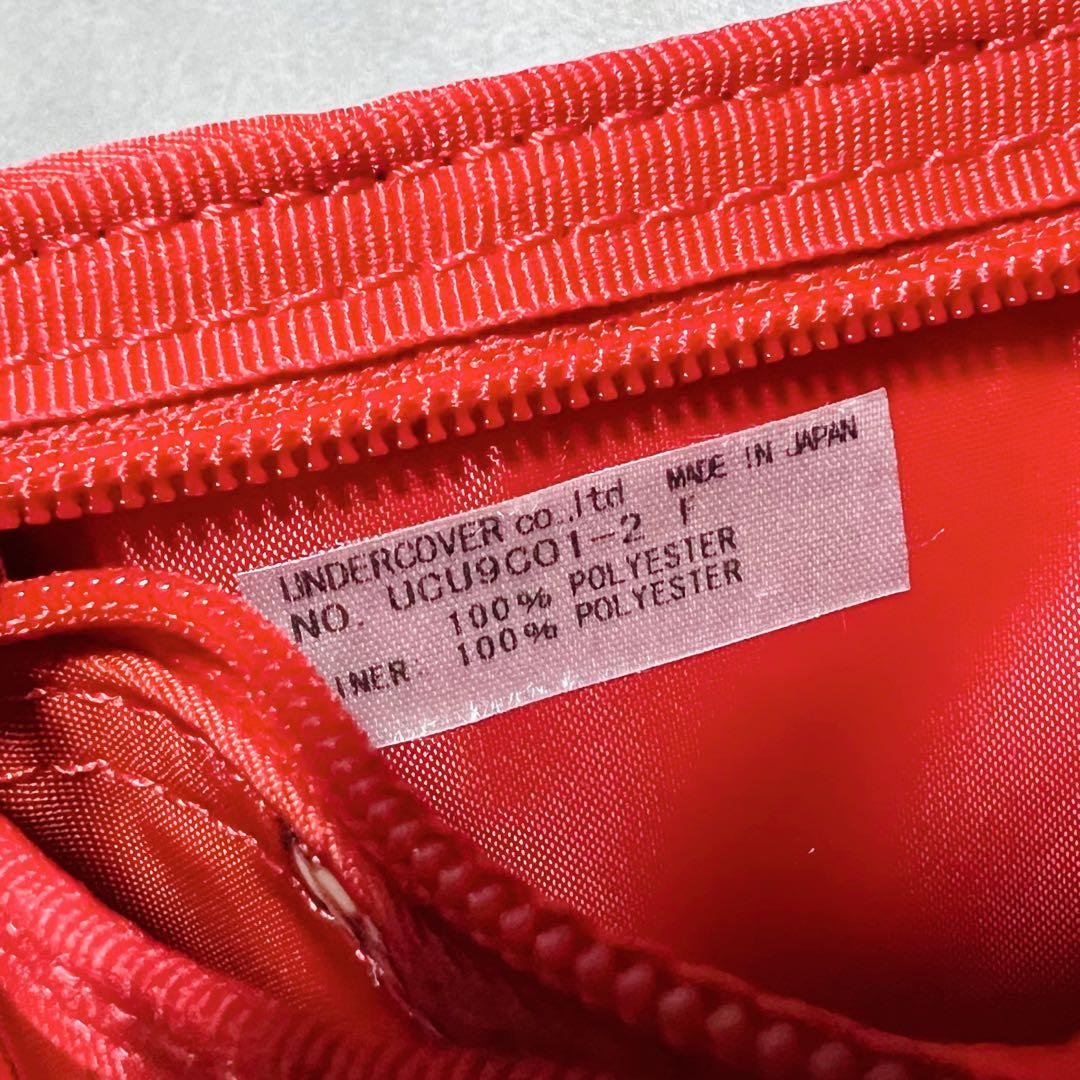 UNDERCOVER co.,ltd MADE IN JAPAN
NO. UCU9C01-2 F
100% POLYESTER
INER 100% POLYESTER